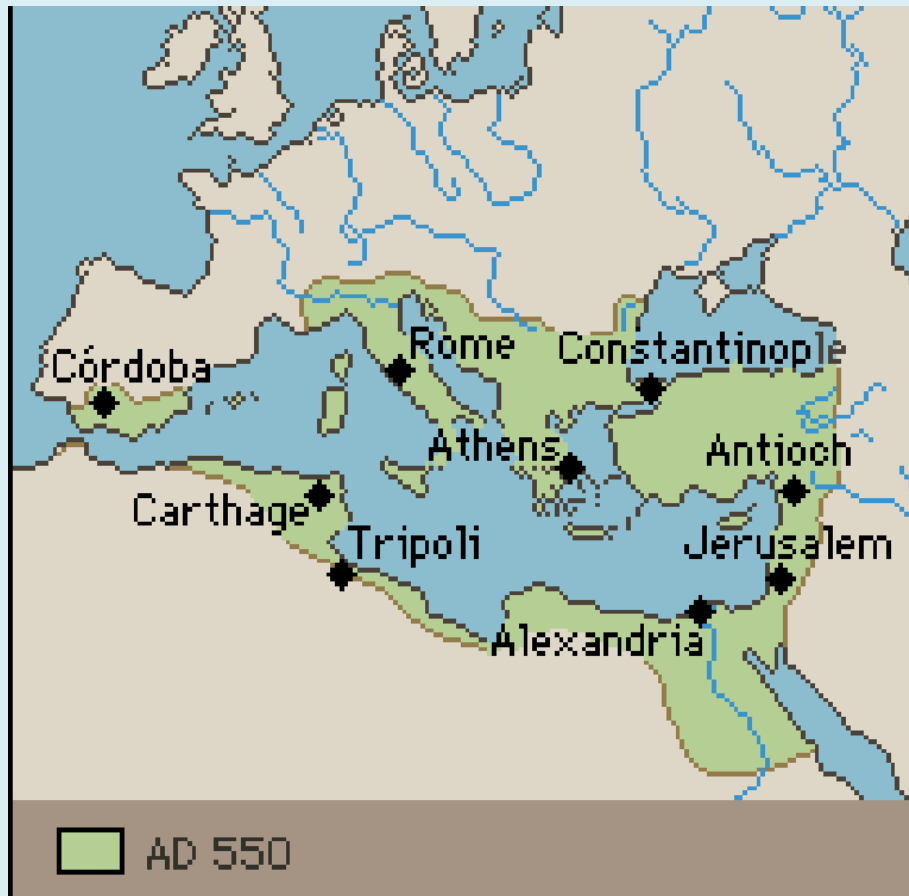 Rome
Constantinople
Córdoba
Athens
Antioch
Carthage
Tripoli
Jerusalem
Alexandria
AD 550